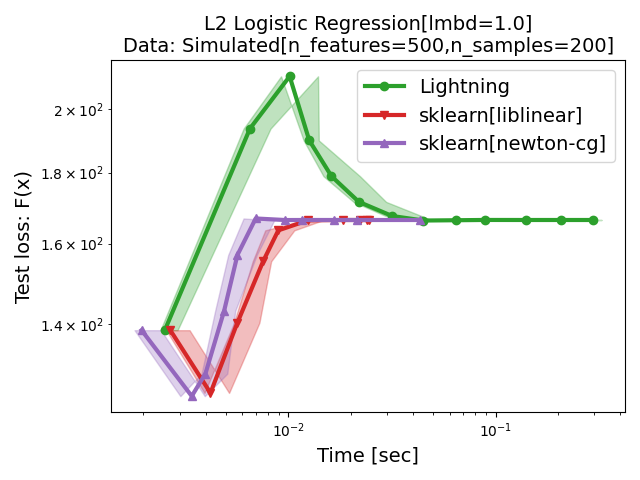 L2 Logistic Regression[lmbd=1.0]
Data: Simulated[n_features=500,n_samples=200]
Test loss: F(x)
2 × 10²
1.8 × 10²
1.6 × 10²
1.4 × 10²
Lightning
sklearn[liblinear]
sklearn[newton-cg]
10⁻² 10⁻¹
Time [sec]